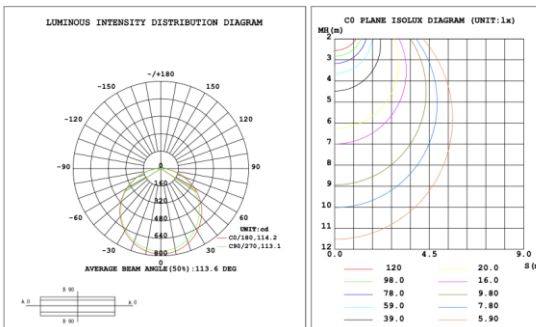 LUMINOUS INTENSITY DISTRIBUTION DIAGRAM
-/+180
-150 150
-120 120
-90 90
-60 60
-30 30
0
0
160
320
480
640
800
UNIT:cd
C0/180,114.2
C90/270,113.1
AVERAGE BEAM ANGLE(50%):113.6 DEG
B 90
A 0 A 0
B 90
C0 PLANE ISOLUX DIAGRAM (UNIT:lx)
MH(m)
2
3
4
5
6
7
8
9
10
11
12
0.0 4.5 9.0
S(m)
120 20.0
98.0 16.0
78.0 9.80
59.0 7.80
39.0 5.90